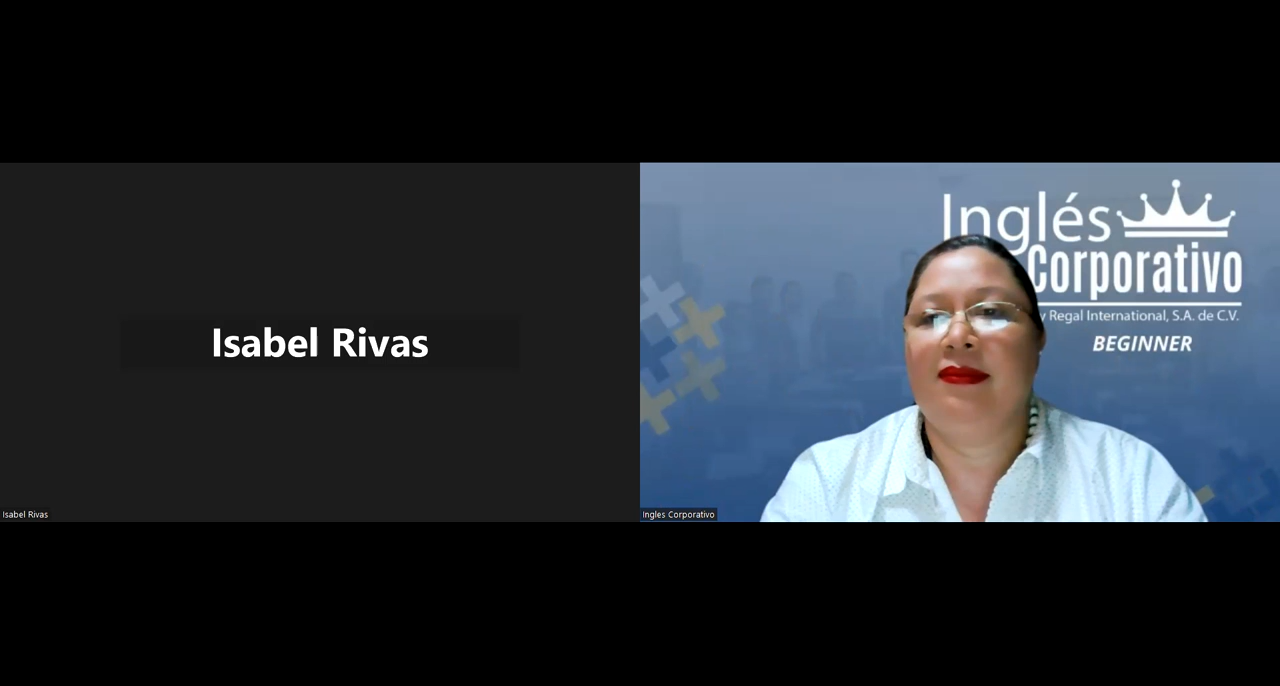 Isabel Rivas
Isabel Rivas
Inglés
Corporativo
y Regal International, S.A. de C.V.
BEGINNER
Ingles Corporativo